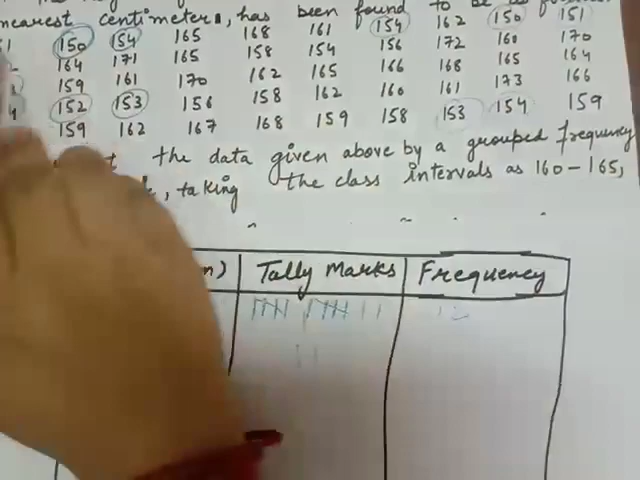 nearest centimeters, has been found to be as
150 154 165 168 161 154 162 150 151
164 171 165 158 154 156 172 160 170
159 161 170 162 165 166 168 165 164
152 153 156 158 162 160 161 173 166
159 162 167 168 159 158 153 154 159
the data given above by a grouped frequency
, taking the class intervals as 160-165,
Tally Marks Frequency
12